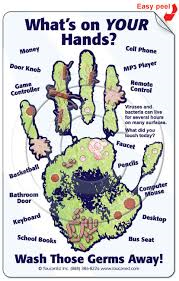 Easy peel
What's on YOUR
Hands?
Money
Cell Phone
Door Knob
MP3 Player
Game
Controller
Remote
Control
Viruses and
bacteria can live
for several hours
on many surfaces.
What did you
touch today?
Faucet
Pencils
Basketball
Computer
Mouse
Bathroom
Door
Keyboard
Desktop
School Books
Bus Seat
Wash Those Germs Away!